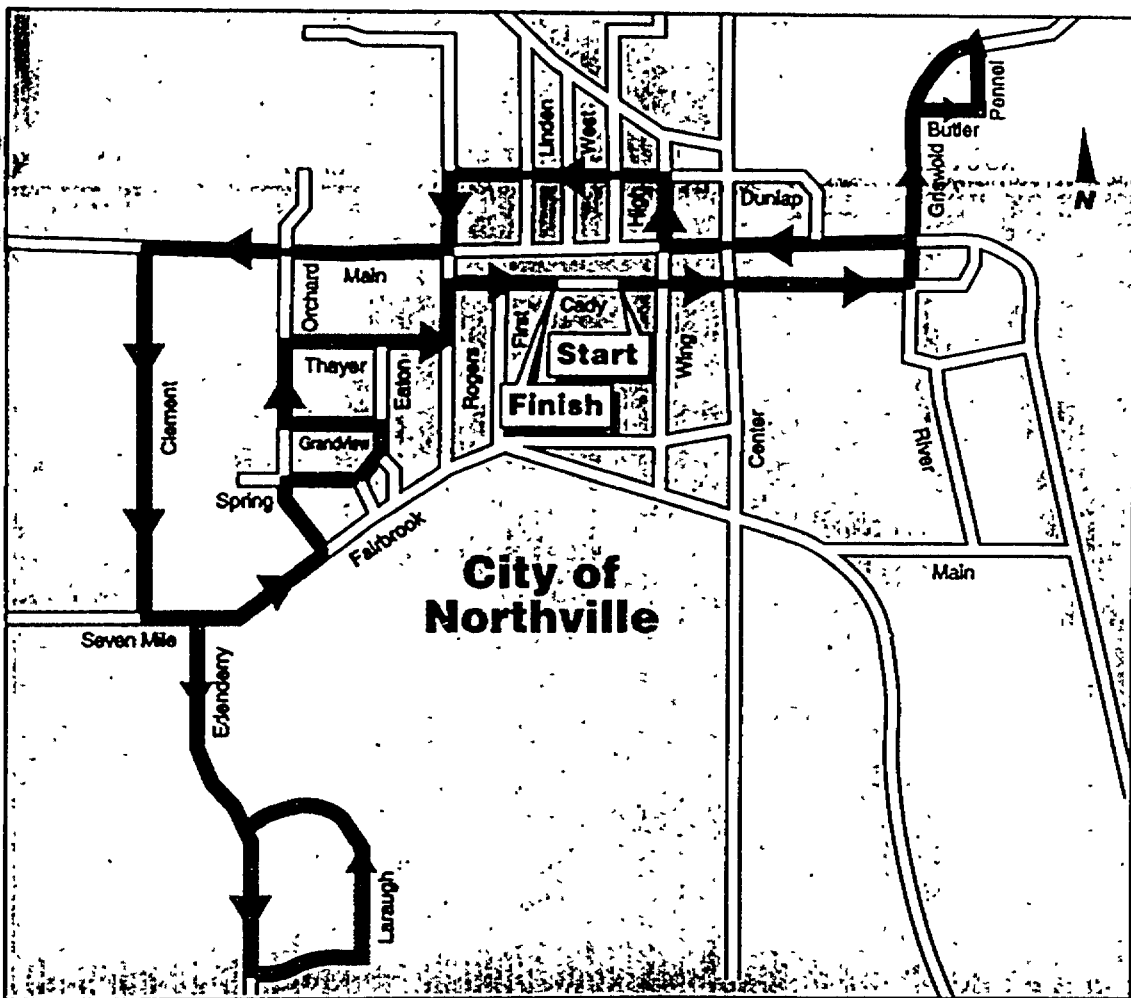 Linden
West
High
Dunlap
Griswold
Butler
Pennel
N
Orchard
Main
Cady
First
Start
Wing
Thayer
Eaton
Rogers
Finish
Clement
Grandview
Center
River
Spring
Fairbrook
City of
Northville
Main
Seven Mile
Edenderry
Laraugh